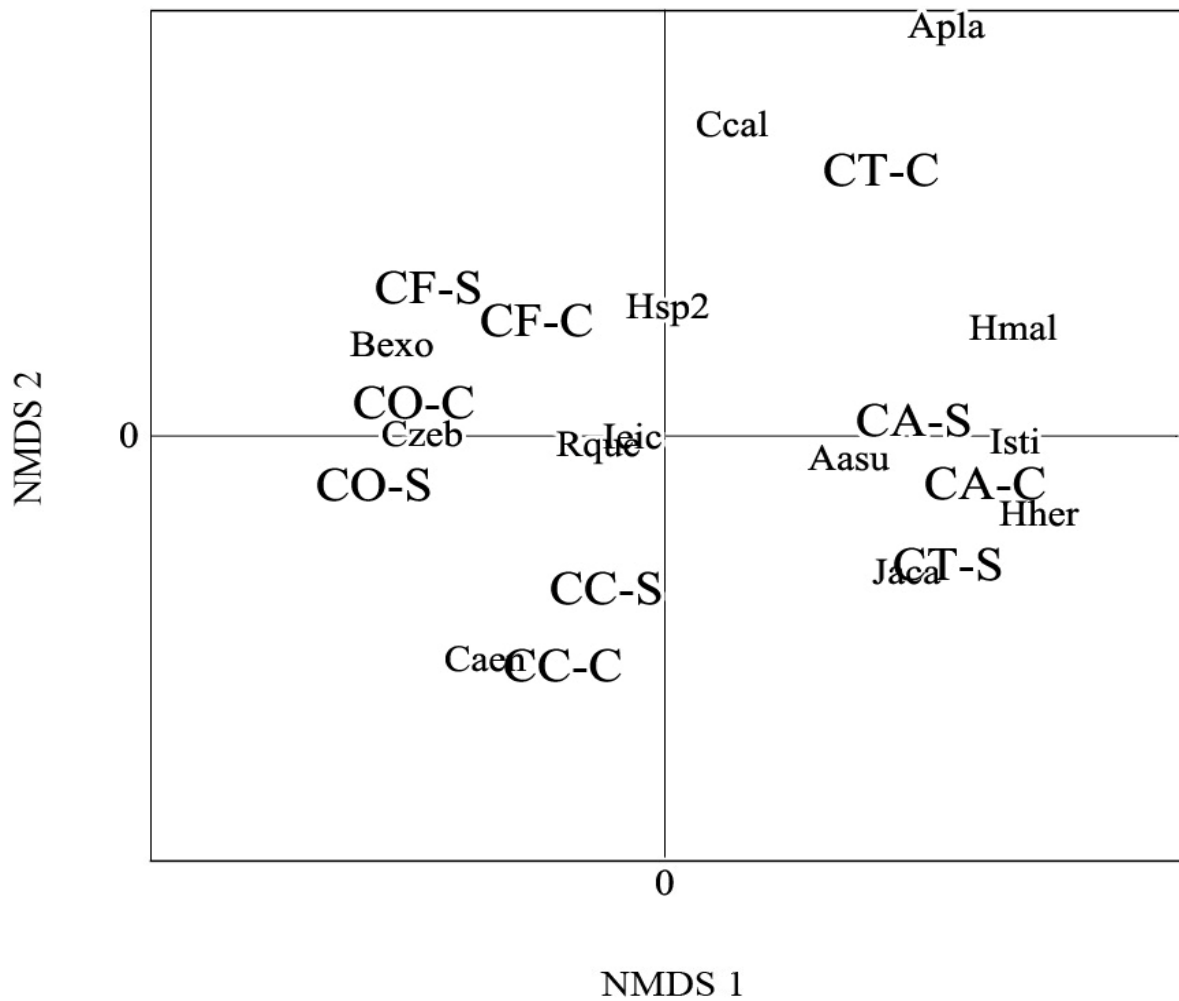 Apla
Ccal
CT-C
CF-S
CF-C
Hsp2
Hmal
Bexo
CO-C
CA-S
NMDS 2
0
Czeb
Rque
Ieic
Isti
Aasu
CO-S
CA-C
Hher
Jaca
CT-S
CC-S
Caen
CC-C
0
NMDS 1